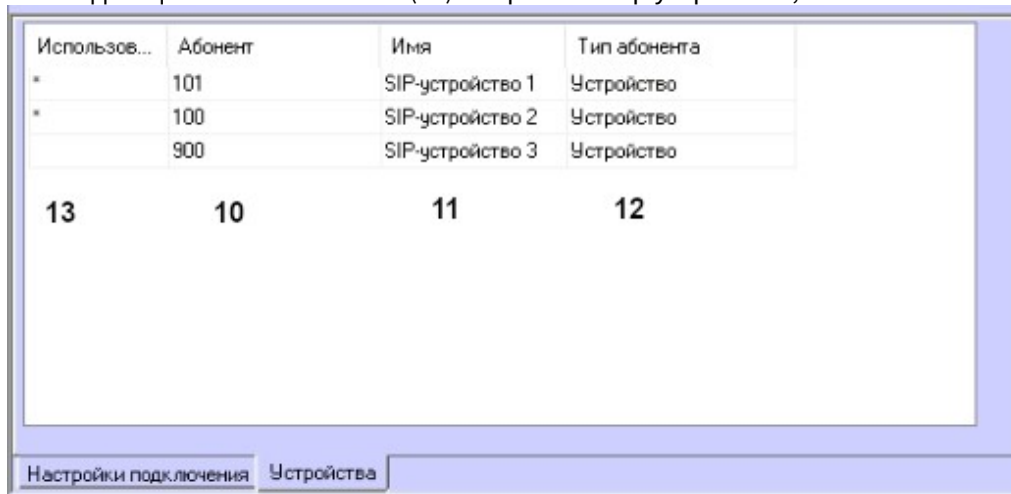 Использов... Абонент Имя Тип абонента
* 101 SIP-устройство 1 Устройство
* 100 SIP-устройство 2 Устройство
900 SIP-устройство 3 Устройство
13 10 11 12
Настройки подключения Устройства